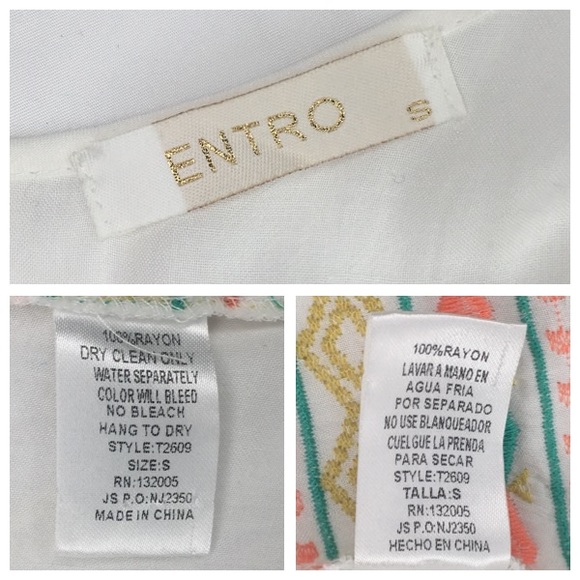 ENTRO S
100%RAYON
DRY CLEAN ONLY
WATER SEPARATELY
COLOR WILL BLEED
NO BLEACH
HANG TO DRY
STYLE:T2609
SIZE:S
RN:132005
JS P.O:NJ2350
MADE IN CHINA
100%RAYON
LAVAR A MANO EN
AGUA FRIA
POR SEPARADO
NO USE BLANQUEADOR
CUELGUE LA PRENDA
PARA SECAR
STYLE:T2609
TALLA:S
RN:132005
JS P.O:NJ2350
HECHO EN CHINA